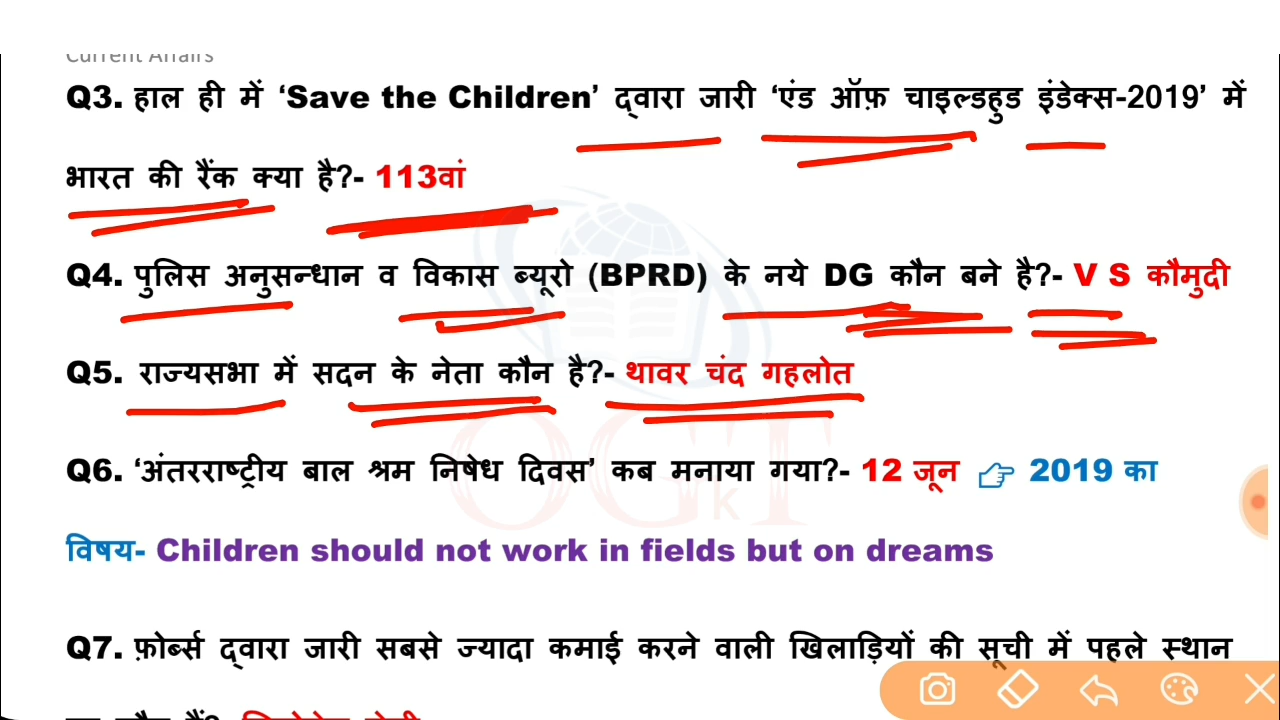 Current Affairs
Q3. हाल ही में ‘Save the Children’ द्वारा जारी ‘एंड ऑफ़ चाइल्डहुड इंडेक्स-2019’ में
भारत की रैंक क्या है?- 113वां
Q4. पुलिस अनुसन्धान व विकास ब्यूरो (BPRD) के नये DG कौन बने है?- V S कौमुदी
Q5. राज्यसभा में सदन के नेता कौन है?- थावर चंद गहलोत
Q6. ‘अंतरराष्ट्रीय बाल श्रम निषेध दिवस’ कब मनाया गया?- 12 जून 👉 2019 का
विषय- Children should not work in fields but on dreams
Q7. फ़ोर्ब्स द्वारा जारी सबसे ज्यादा कमाई करने वाली खिलाड़ियों की सूची में पहले स्थान
OGkT